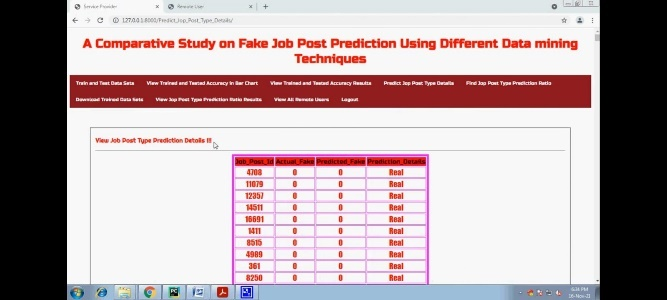 Service Provider
Remote User
127.0.0.1:8000/Predict_Jop_Post_Type_Details/
A Comparative Study on Fake Job Post Prediction Using Different Data mining
Techniques
Train and Test Data Sets View Trained and Tested Accuracy in Bar Chart View Trained and Tested Accuracy Results Predict Jop Post Type Details Find Jop Post Type Prediction Ratio
Download Trained Data Sets View Jop Post Type Prediction Ratio Results View All Remote Users Logout
View Job Post Type Prediction Details !!!
Job_Post_Id Actual_Fake Predicted_Fake Prediction_Details
4708 0 0 Real
11079 0 0 Real
12357 0 0 Real
14511 0 0 Real
16691 0 0 Real
1411 0 0 Real
8515 0 0 Real
4989 0 0 Real
361 0 0 Real
8250 0 0 Real